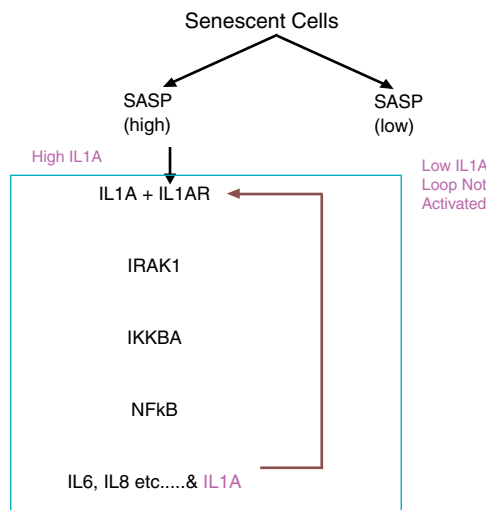 Senescent Cells
SASP
(high)
SASP
(low)
High IL1A
Low IL1A
Loop Not
Activated
IL1A + IL1AR
IRAK1
IKKBA
NFkB
IL6, IL8 etc.....& IL1A